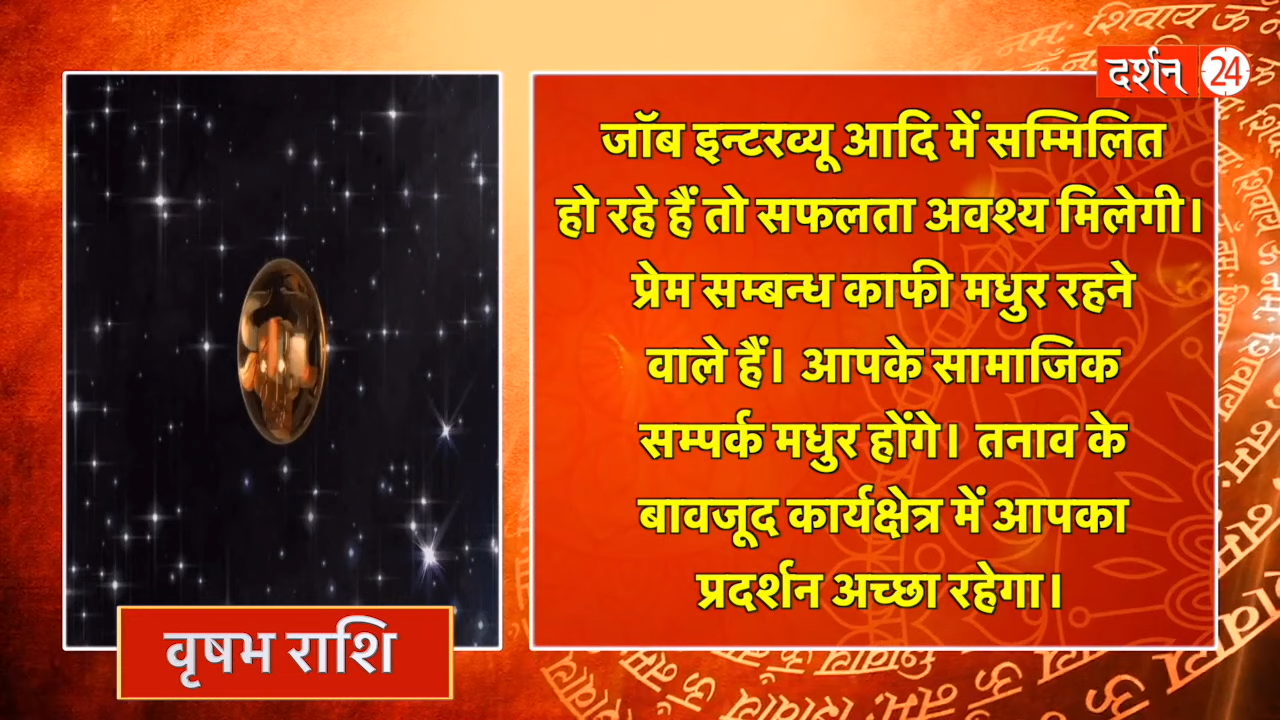 दर्शन 24
जॉब इन्टरव्यू आदि में सम्मिलित
हो रहे हैं तो सफलता अवश्य मिलेगी।
प्रेम सम्बन्ध काफी मधुर रहने
वाले हैं। आपके सामाजिक
सम्पर्क मधुर होंगे। तनाव के
बावजूद कार्यक्षेत्र में आपका
प्रदर्शन अच्छा रहेगा।
वृषभ राशि